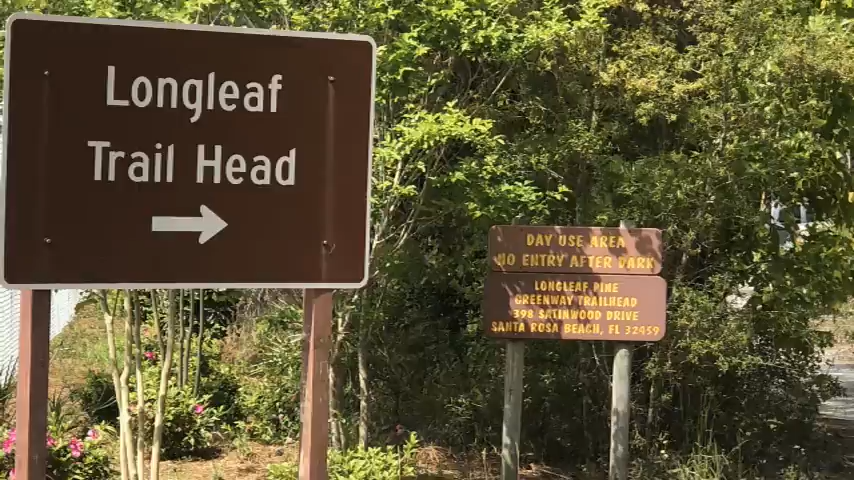 Longleaf
Trail Head
DAY USE AREA
NO ENTRY AFTER DARK
LONGLEAF PINE
GREENWAY TRAILHEAD
398 SATINWOOD DRIVE
SANTA ROSA BEACH, FL 32459